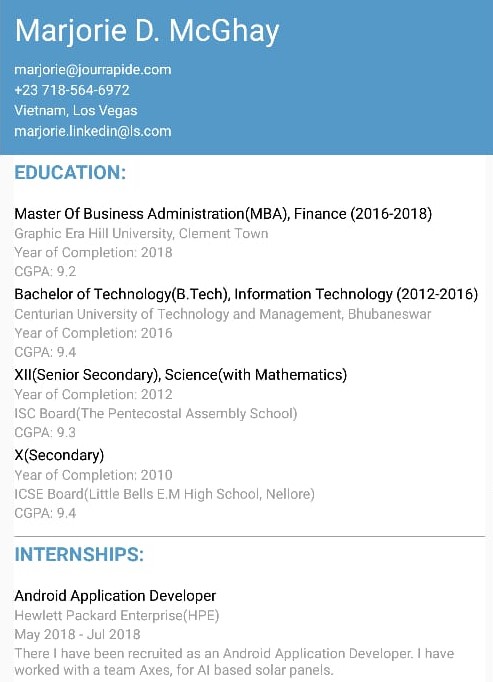 Marjorie D. McGhay
marjorie@jourrapide.com
+23 718-564-6972
Vietnam, Los Vegas
marjorie.linkedin@ls.com
EDUCATION:
Master Of Business Administration(MBA), Finance (2016-2018)
Graphic Era Hill University, Clement Town
Year of Completion: 2018
CGPA: 9.2
Bachelor of Technology(B.Tech), Information Technology (2012-2016)
Centurian University of Technology and Management, Bhubaneswar
Year of Completion: 2016
CGPA: 9.4
XII(Senior Secondary), Science(with Mathematics)
Year of Completion: 2012
ISC Board(The Pentecostal Assembly School)
CGPA: 9.3
X(Secondary)
Year of Completion: 2010
ICSE Board(Little Bells E.M High School, Nellore)
CGPA: 9.4
INTERNSHIPS:
Android Application Developer
Hewlett Packard Enterprise(HPE)
May 2018 - Jul 2018
There I have been recruited as an Android Application Developer. I have
worked with a team Axes, for AI based solar panels.